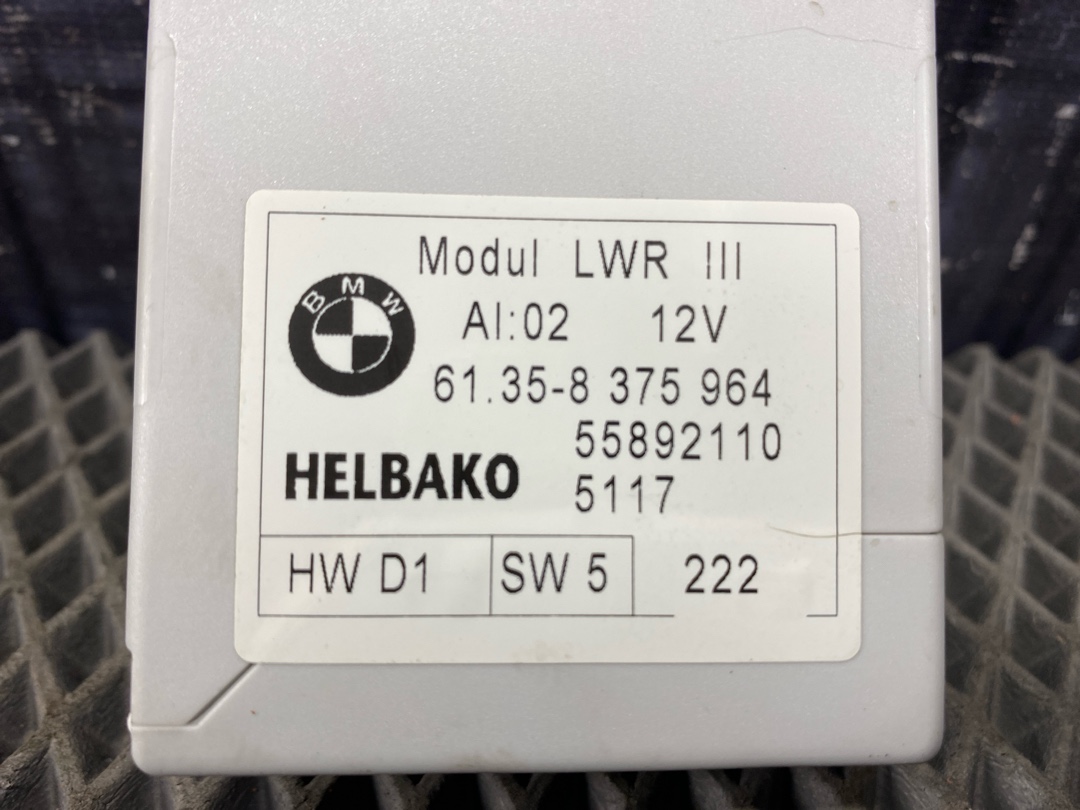 Modul LWR III
BMW
AI:02 12V
61.35-8 375 964
55892110
HELBAKO
5117
HW D1 SW 5 222